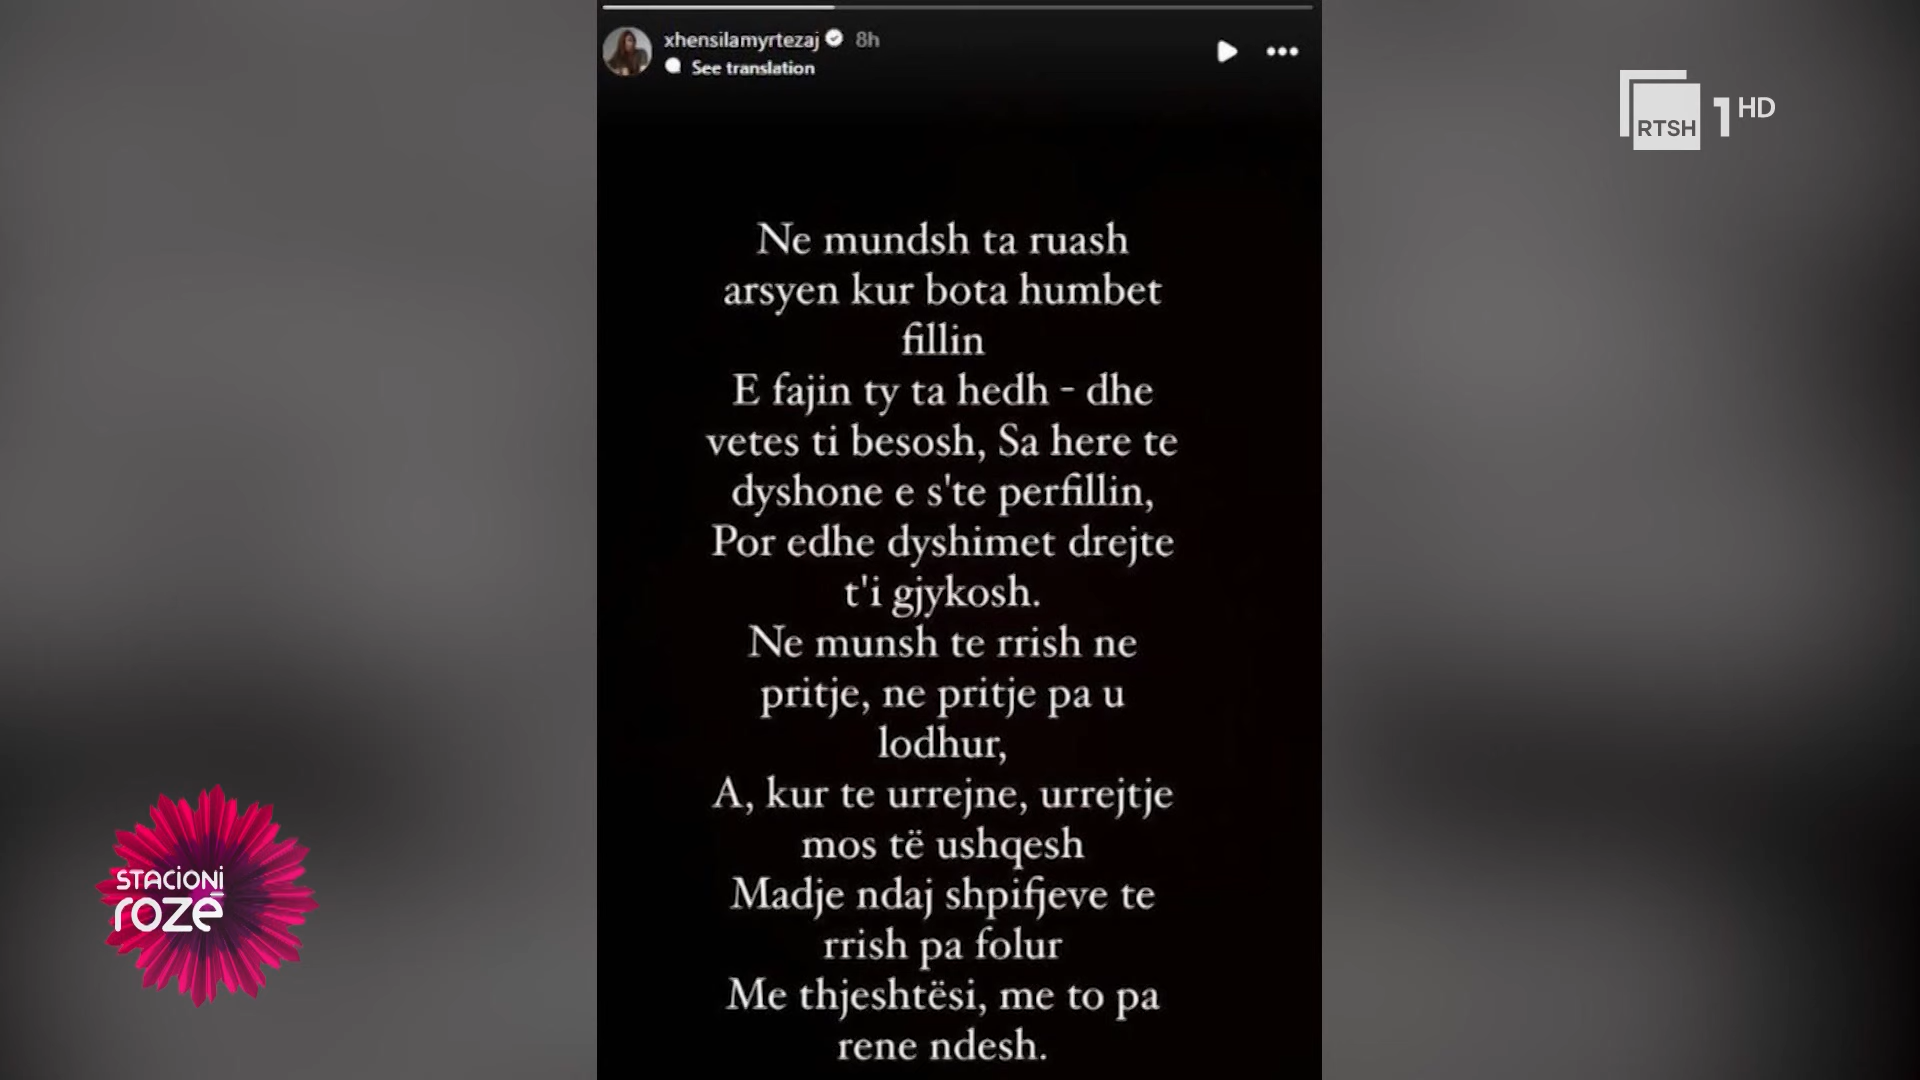 xhensilamyrtezaj 8h
See translation
RTSH 1 HD
Ne mundsh ta ruash
arsyen kur bota humbet
fillin
E fajin ty ta hedh - dhe
vetes ti besosh, Sa here te
dyshone e s'te perfillin,
Por edhe dyshimet drejte
t'i gjykosh.
Ne munsh te rrish ne
pritje, ne pritje pa u
lodhur,
A, kur te urrejne, urrejtje
mos të ushqesh
Madje ndaj shpifjeve te
rrish pa folur
Me thjeshtësi, me to pa
rene ndesh.
STACIONI
rozë